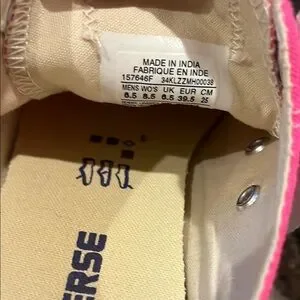 MADE IN INDIA
FABRIQUE EN INDE
157646F 34KLZZMH00038
MENS WO'S UK EUR CM
6.5 8.5 6.5 39.5 25
ERSE